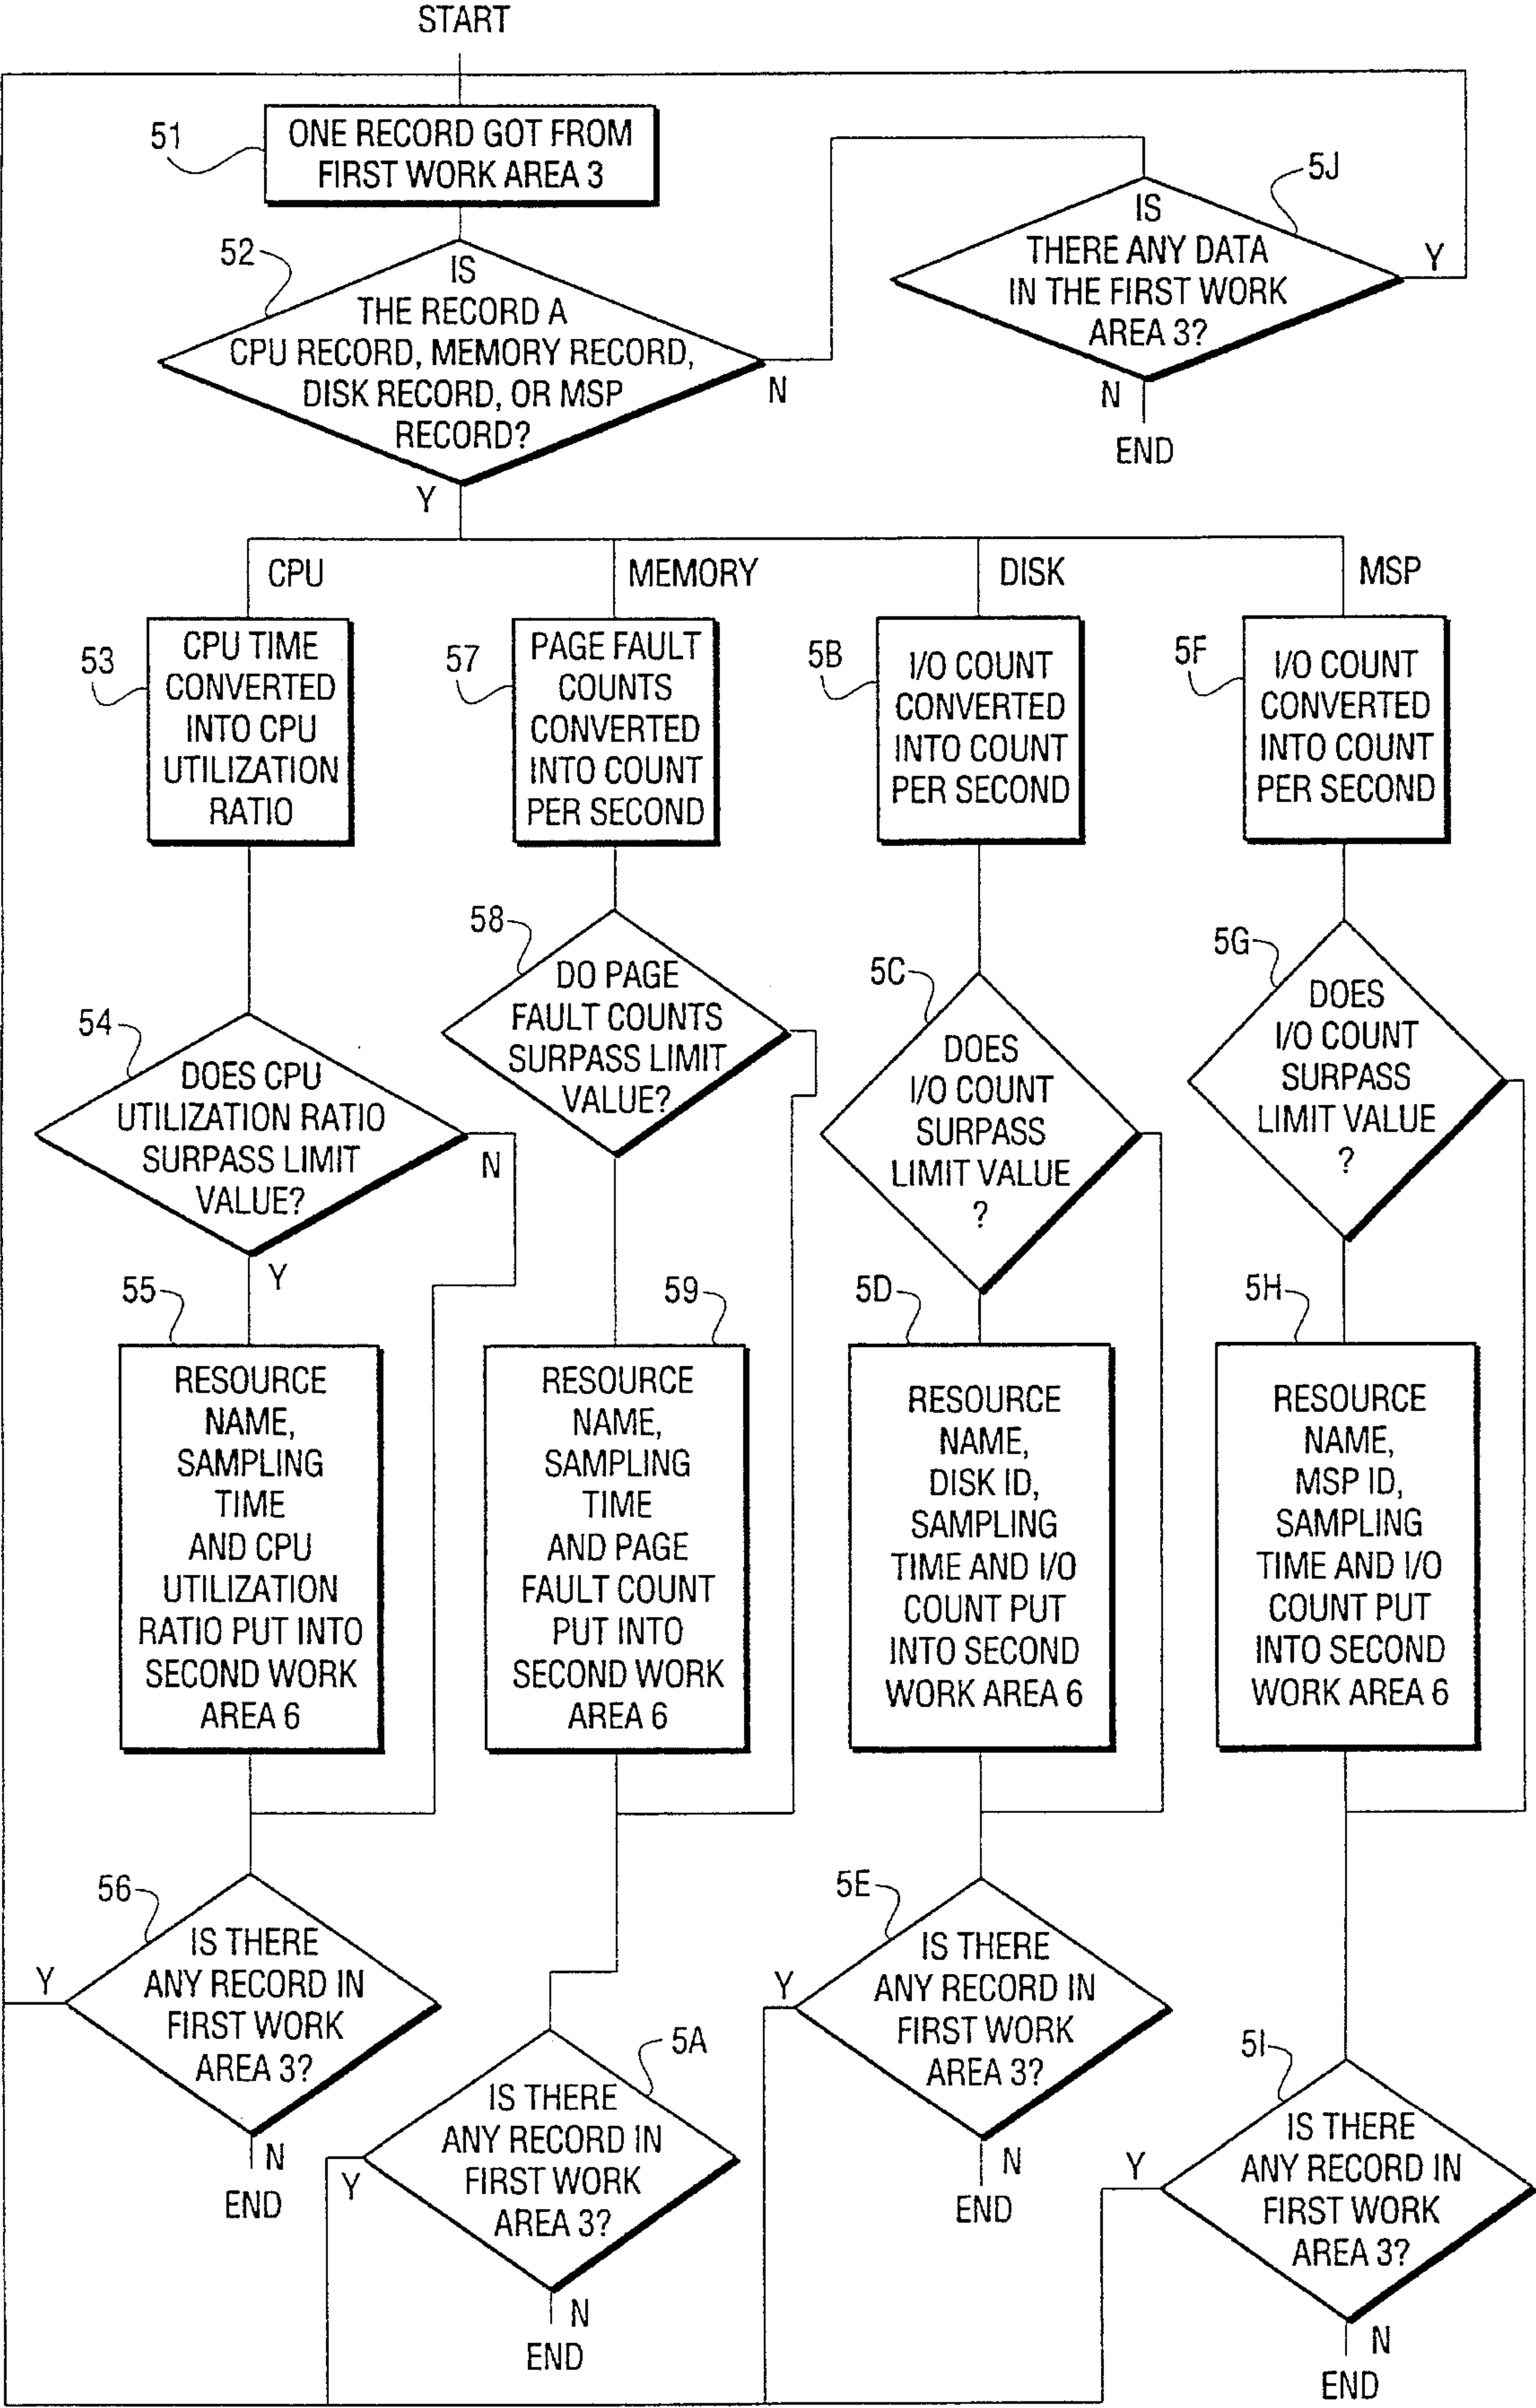 START
51
ONE RECORD GOT FROM
FIRST WORK AREA 3
52
IS
THE RECORD A
CPU RECORD, MEMORY RECORD,
DISK RECORD, OR MSP
RECORD?
N
Y
5J
IS
THERE ANY DATA
IN THE FIRST WORK
AREA 3?
Y
N
END
CPU
53
CPU TIME
CONVERTED
INTO CPU
UTILIZATION
RATIO
54
DOES CPU
UTILIZATION RATIO
SURPASS LIMIT
VALUE?
N
Y
55
RESOURCE
NAME,
SAMPLING
TIME
AND CPU
UTILIZATION
RATIO PUT INTO
SECOND WORK
AREA 6
56
IS THERE
ANY RECORD IN
FIRST WORK
AREA 3?
Y
N
END
MEMORY
57
PAGE FAULT
COUNTS
CONVERTED
INTO COUNT
PER SECOND
58
DO PAGE
FAULT COUNTS
SURPASS LIMIT
VALUE?
59
RESOURCE
NAME,
SAMPLING
TIME
AND PAGE
FAULT COUNT
PUT INTO
SECOND WORK
AREA 6
5A
IS THERE
ANY RECORD IN
FIRST WORK
AREA 3?
Y
N
END
DISK
5B
I/O COUNT
CONVERTED
INTO COUNT
PER SECOND
5C
DOES
I/O COUNT
SURPASS
LIMIT VALUE
?
5D
RESOURCE
NAME,
DISK ID,
SAMPLING
TIME AND I/O
COUNT PUT
INTO SECOND
WORK AREA 6
5E
IS THERE
ANY RECORD IN
FIRST WORK
AREA 3?
Y
N
END
MSP
5F
I/O COUNT
CONVERTED
INTO COUNT
PER SECOND
5G
DOES
I/O COUNT
SURPASS
LIMIT VALUE
?
5H
RESOURCE
NAME,
MSP ID,
SAMPLING
TIME AND I/O
COUNT PUT
INTO SECOND
WORK AREA 6
5I
IS THERE
ANY RECORD IN
FIRST WORK
AREA 3?
Y
N
END